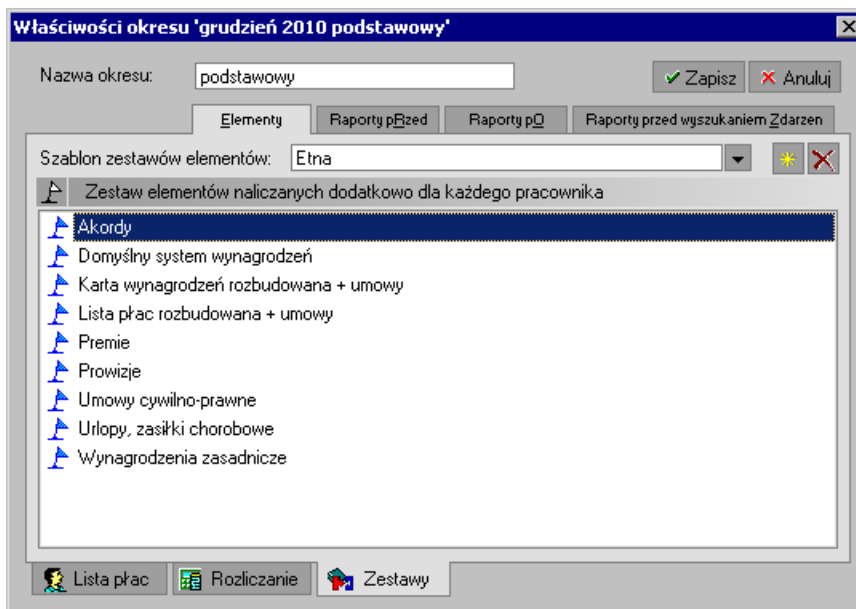 Właściwości okresu 'grudzień 2010 podstawowy'
Nazwa okresu: podstawowy Zapisz Anuluj
Elementy Raporty pRzed Raporty pO Raporty przed wyszukaniem Zdarzen
Szablon zestawów elementów: Etna
Zestaw elementów naliczanych dodatkowo dla każdego pracownika
Akordy
Domyślny system wynagrodzeń
Karta wynagrodzeń rozbudowana + umowy
Lista płac rozbudowana + umowy
Premie
Prowizje
Umowy cywilno-prawne
Urlopy, zasiłki chorobowe
Wynagrodzenia zasadnicze
Lista płac Rozliczanie Zestawy